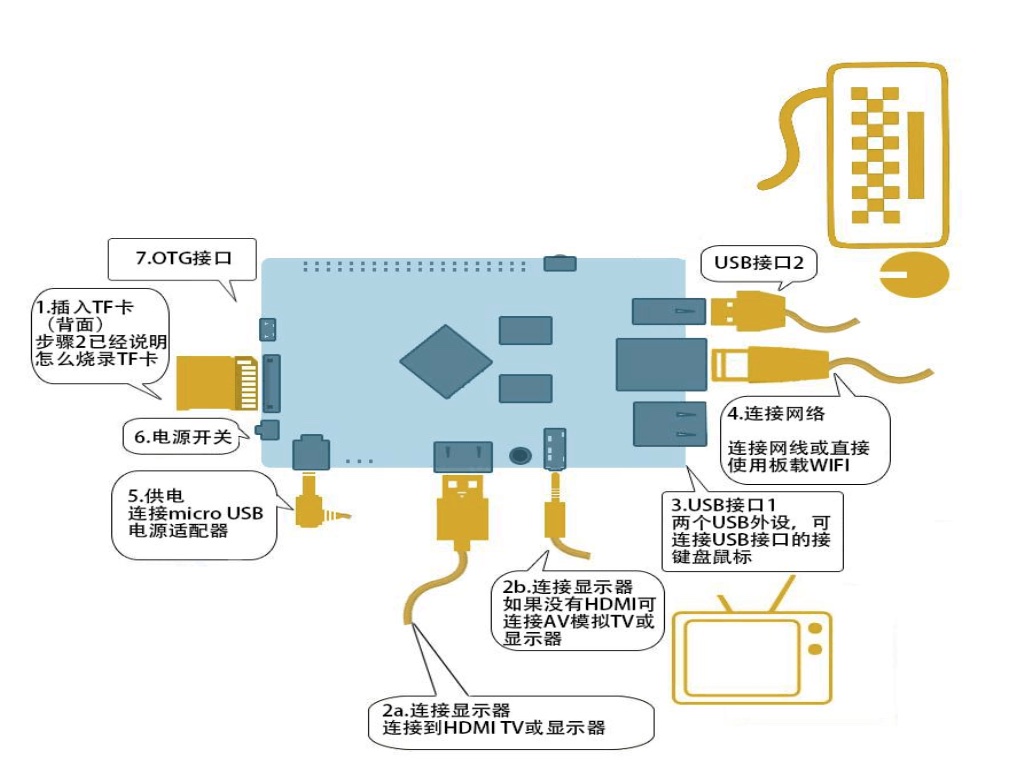 7.OTG接口
1.插入TF卡
（背面）
步骤2已经说明
怎么烧录TF卡
6.电源开关
5.供电
连接micro USB
电源适配器
USB接口2
4.连接网络
连接网线或直接
使用板载WIFI
3.USB接口1
两个USB外设，可
连接USB接口的接
键盘鼠标
2b.连接显示器
如果没有HDMI可
连接AV模拟TV或
显示器
2a.连接显示器
连接到HDMI TV或显示器